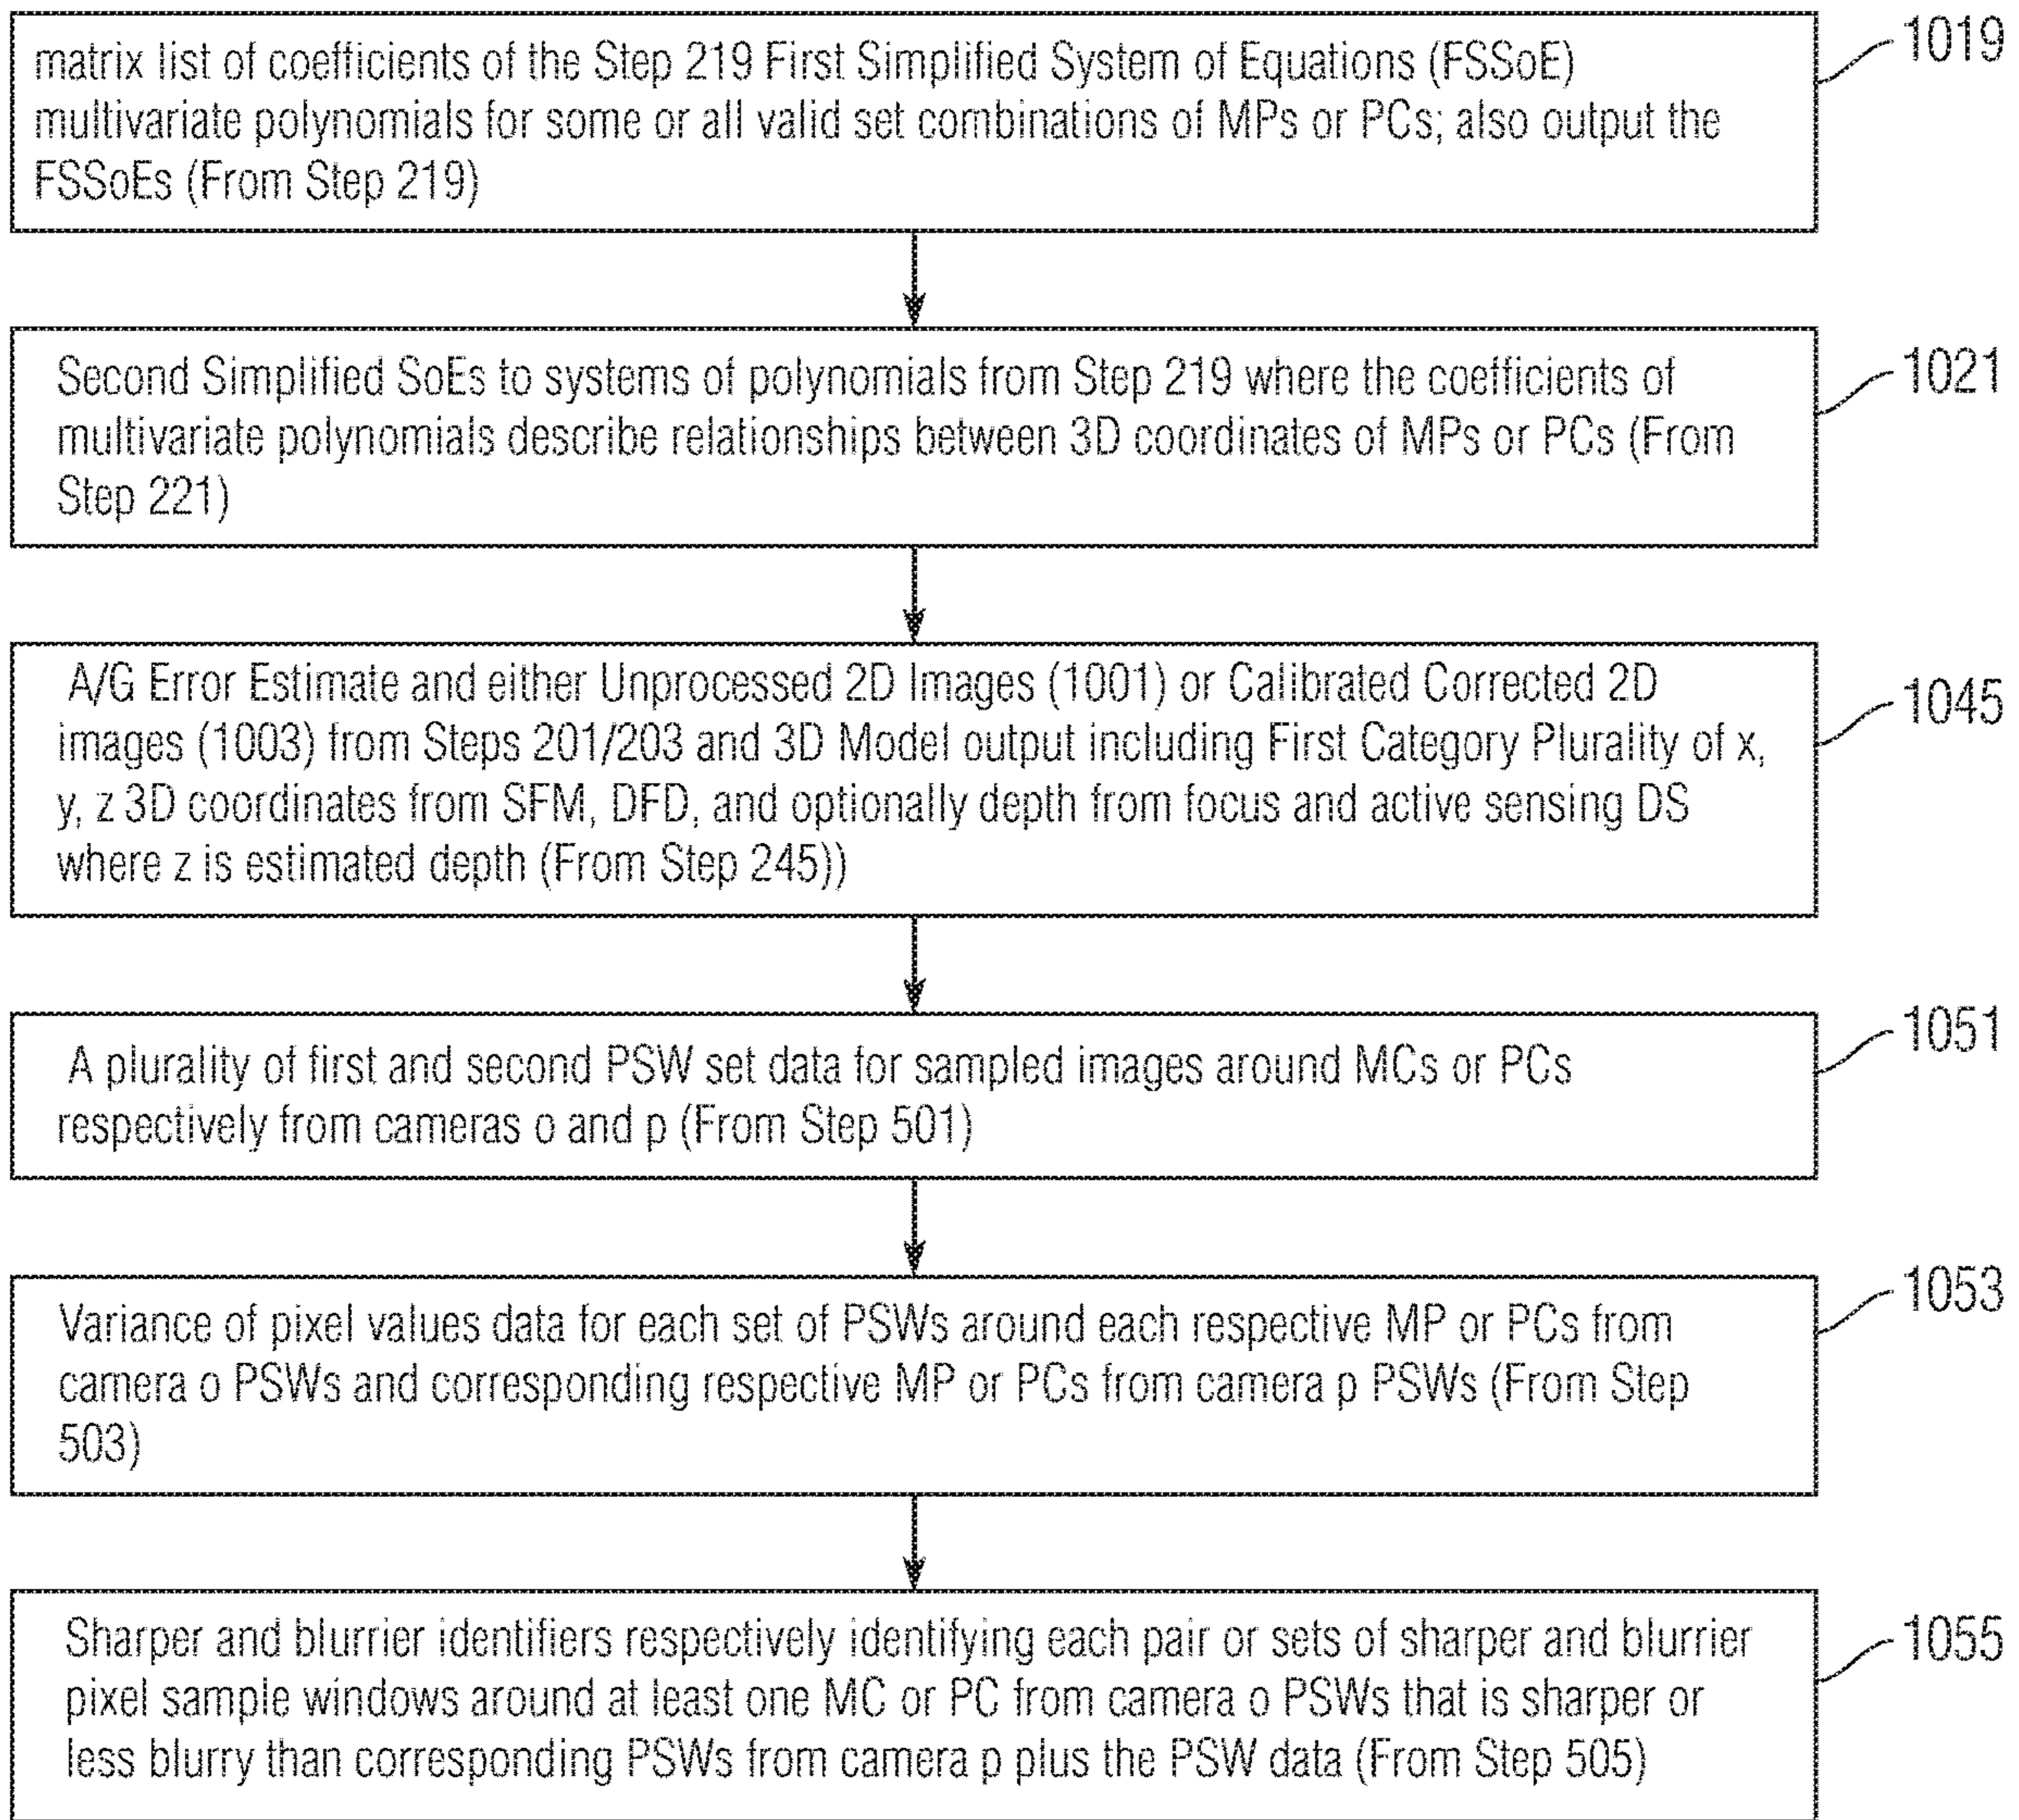 matrix list of coefficients of the Step 219 First Simplified System of Equations (FSSoE)
multivariate polynomials for some or all valid set combinations of MPs or PCs; also output the
FSSoEs (From Step 219)
1019
Second Simplified SoEs to systems of polynomials from Step 219 where the coefficients of
multivariate polynomials describe relationships between 3D coordinates of MPs or PCs (From
Step 221)
1021
A/G Error Estimate and either Unprocessed 2D Images (1001) or Calibrated Corrected 2D
images (1003) from Steps 201/203 and 3D Model output including First Category Plurality of x,
y, z 3D coordinates from SFM, DFD, and optionally depth from focus and active sensing DS
where z is estimated depth (From Step 245))
1045
A plurality of first and second PSW set data for sampled images around MCs or PCs
respectively from cameras o and p (From Step 501)
1051
Variance of pixel values data for each set of PSWs around each respective MP or PCs from
camera o PSWs and corresponding respective MP or PCs from camera p PSWs (From Step
503)
1053
Sharper and blurrier identifiers respectively identifying each pair or sets of sharper and blurrier
pixel sample windows around at least one MC or PC from camera o PSWs that is sharper or
less blurry than corresponding PSWs from camera p plus the PSW data (From Step 505)
1055